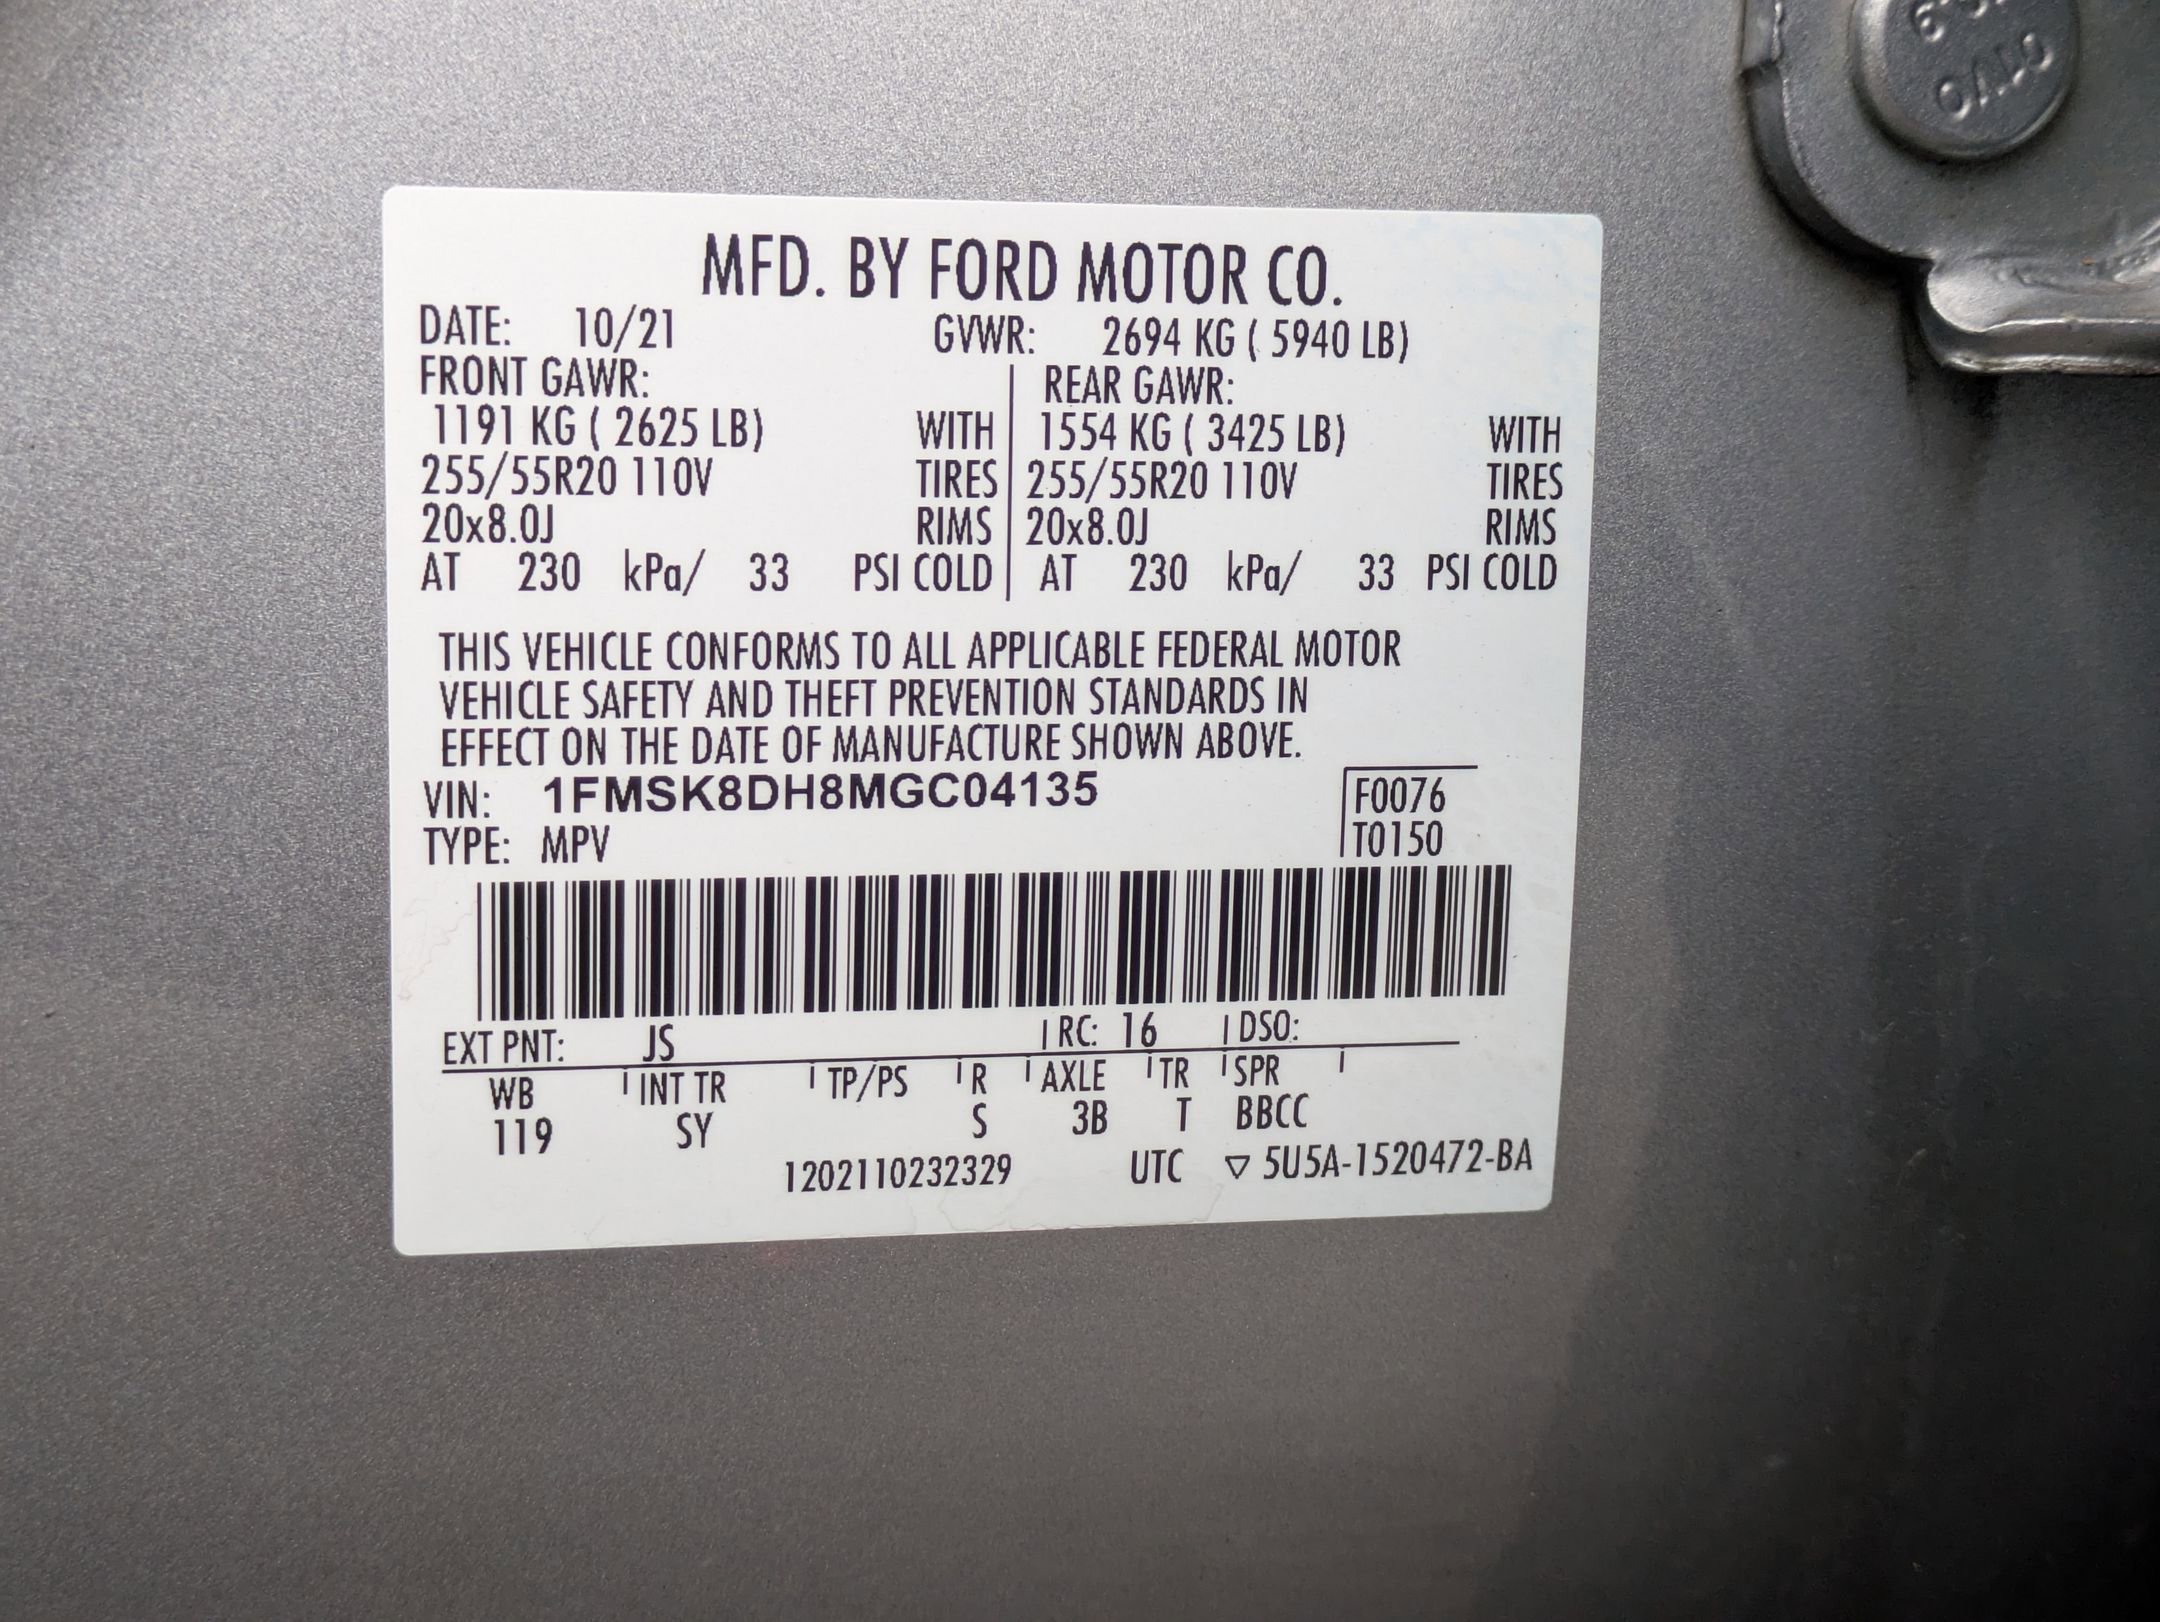 MFD. BY FORD MOTOR CO.
DATE: 10/21 GVWR: 2694 KG ( 5940 LB)
FRONT GAWR: REAR GAWR:
1191 KG ( 2625 LB) WITH 1554 KG ( 3425 LB) WITH
255/55R20 110V TIRES 255/55R20 110V TIRES
20x8.0J RIMS 20x8.0J RIMS
AT 230 kPa/ 33 PSI COLD AT 230 kPa/ 33 PSI COLD
THIS VEHICLE CONFORMS TO ALL APPLICABLE FEDERAL MOTOR
VEHICLE SAFETY AND THEFT PREVENTION STANDARDS IN
EFFECT ON THE DATE OF MANUFACTURE SHOWN ABOVE.
VIN: 1FMSK8DH8MGC04135 F0076
TYPE: MPV T0150
EXT PNT: JS RC: 16 DSO:
WB INT TR TP/PS R AXLE TR SPR
119 SY S 3B T BBCC
1202110232329 UTC ▽ 5U5A-1520472-BA